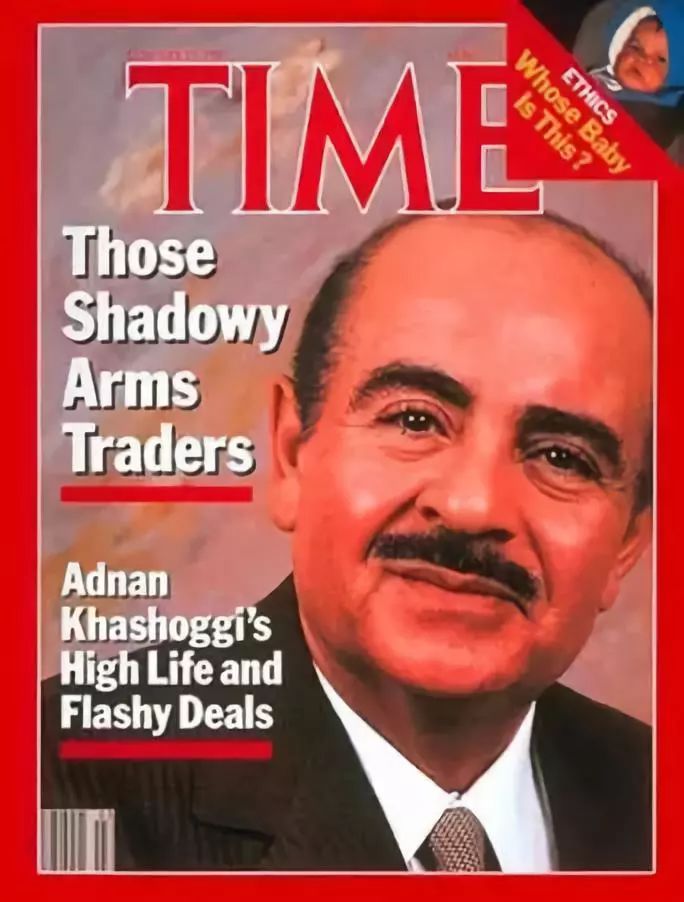 TIME
ETHICS
Whose Baby
Is This?
Those
Shadowy
Arms
Traders
Adnan
Khashoggi's
High Life and
Flashy Deals